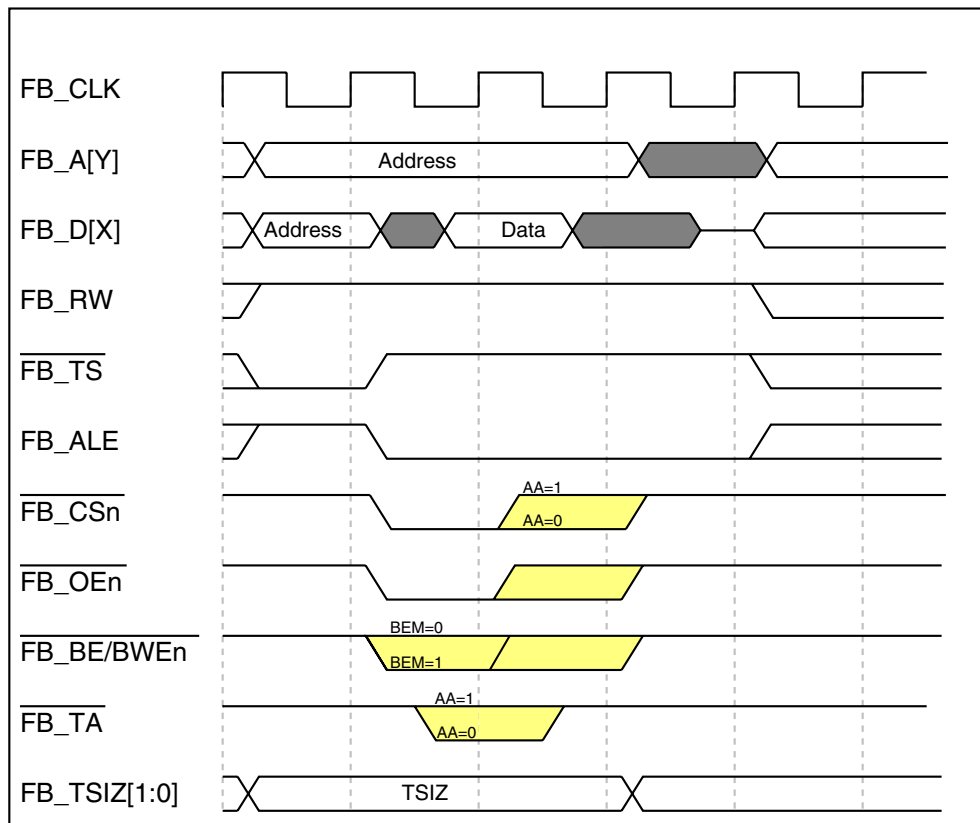 FB_CLK
FB_A[Y]
Address
FB_D[X]
Address
Data
FB_RW
FB_TS
FB_ALE
FB_CSn
AA=1
AA=0
FB_OEn
FB_BE/BWEn
BEM=0
BEM=1
FB_TA
AA=1
AA=0
FB_TSIZ[1:0]
TSIZ